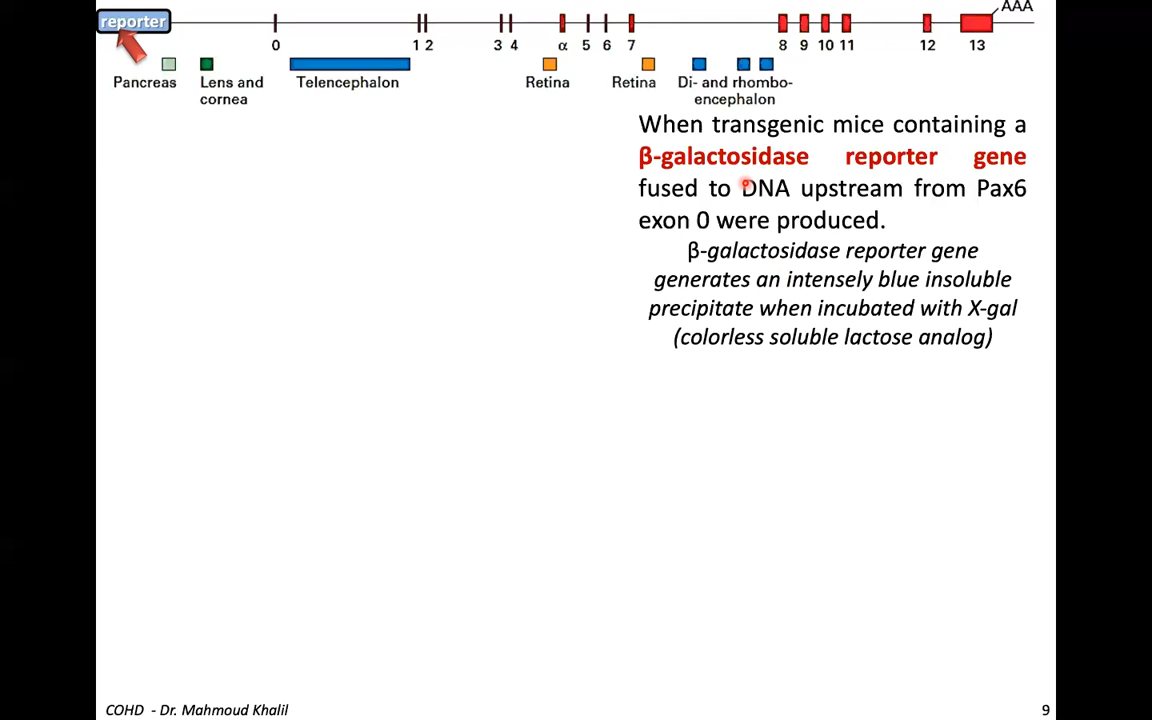 reporter
AAA
0 1 2 3 4 α 5 6 7 8 9 10 11 12 13
Pancreas Lens and Telencephalon Retina Retina Di- and rhombo-
cornea encephalon
When transgenic mice containing a
β-galactosidase reporter gene
fused to DNA upstream from Pax6
exon 0 were produced.
β-galactosidase reporter gene
generates an intensely blue insoluble
precipitate when incubated with X-gal
(colorless soluble lactose analog)
COHD - Dr. Mahmoud Khalil
9